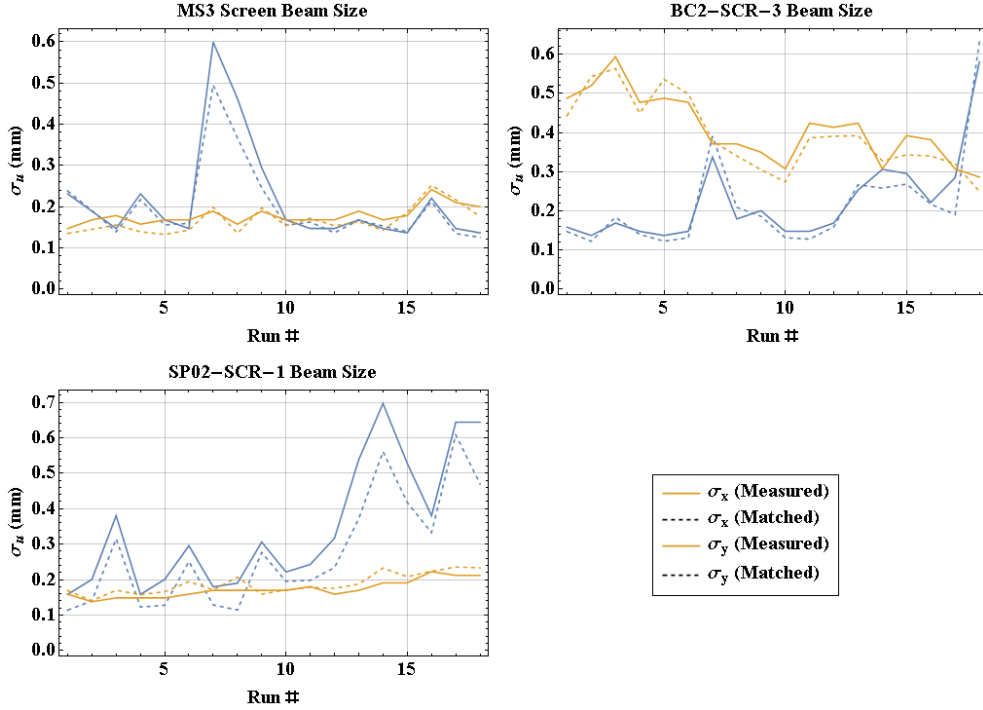 MS3 Screen Beam Size
0.6
0.5
0.4
0.3
0.2
0.1
0.0
σu (mm)
5 10 15
Run #
BC2−SCR−3 Beam Size
0.6
0.5
0.4
0.3
0.2
0.1
0.0
σu (mm)
5 10 15
Run #
SP02−SCR−1 Beam Size
0.7
0.6
0.5
0.4
0.3
0.2
0.1
0.0
σu (mm)
5 10 15
Run #
σx (Measured)
σx (Matched)
σy (Measured)
σy (Matched)